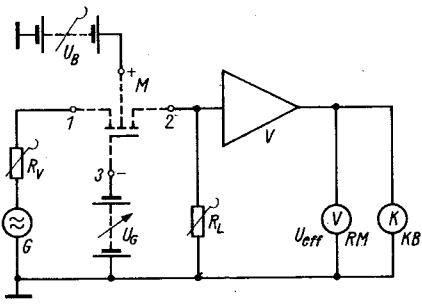 U_B
+ M
1
2
V
R_V
3 -
G
U_G
R_L
V
K
U_eff RM
KB